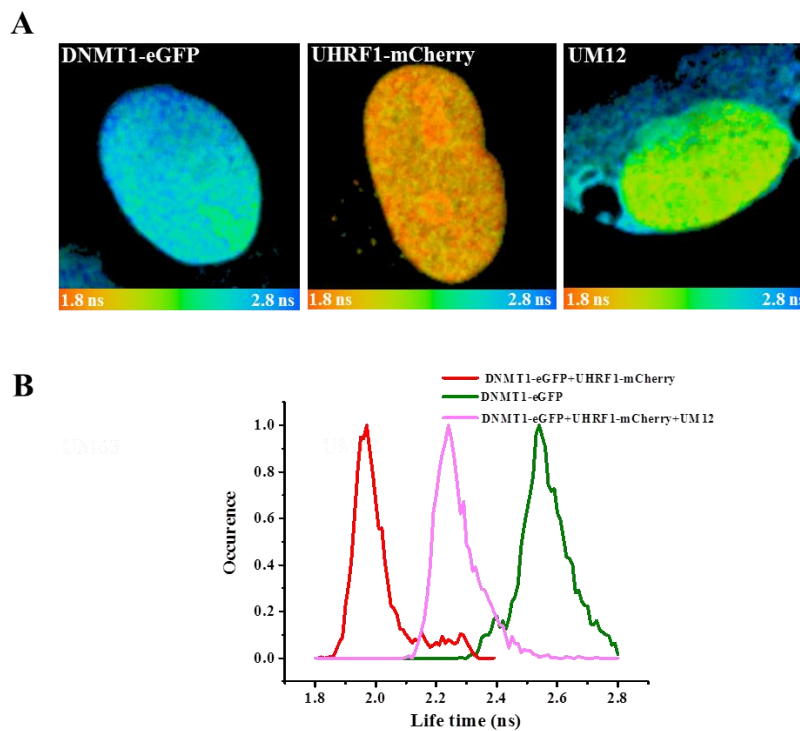 A
DNMT1-eGFP UHRF1-mCherry UM12
1.8 ns 2.8 ns 1.8 ns 2.8 ns 1.8 ns 2.8 ns
B
DNMT1-eGFP+UHRF1-mCherry
DNMT1-eGFP
DNMT1-eGFP+UHRF1-mCherry+UM12
1.0
0.8
0.6
0.4
0.2
0.0
Occurence
1.8 2.0 2.2 2.4 2.6 2.8
Life time (ns)
UM63